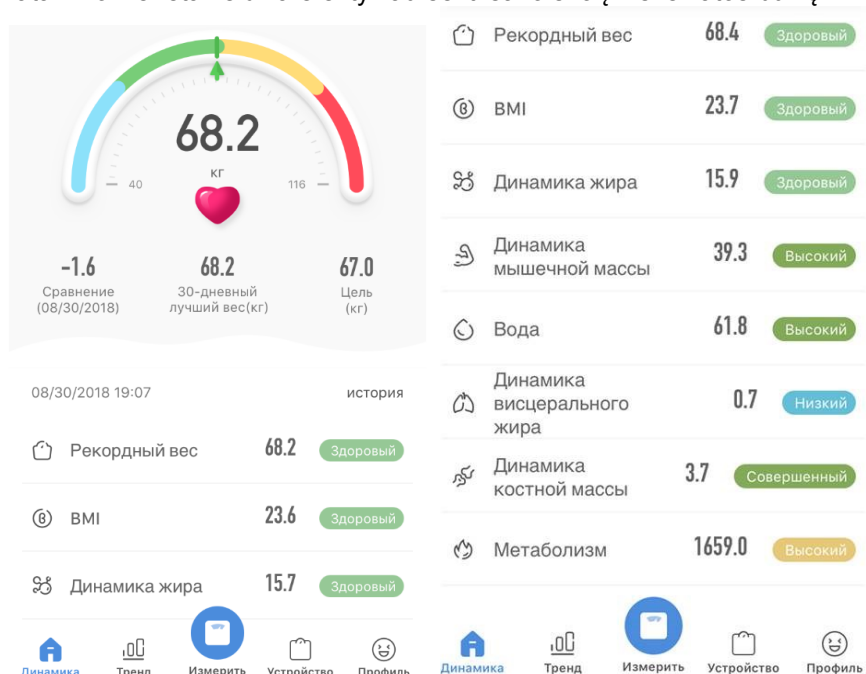 68.2
кг
40
116
-1.6
68.2
67.0
Сравнение
(08/30/2018)
30-дневный
лучший вес(кг)
Цель
(кг)
08/30/2018 19:07
история
Рекордный вес
68.2
Здоровый
BMI
23.6
Здоровый
Динамика жира
15.7
Здоровый
Динамика
Тренд
Измерить
Устройство
Профиль
Рекордный вес
68.4
Здоровый
BMI
23.7
Здоровый
Динамика жира
15.9
Здоровый
Динамика
мышечной массы
39.3
Высокий
Вода
61.8
Высокий
Динамика
висцерального
жира
0.7
Низкий
Динамика
костной массы
3.7
Совершенный
Метаболизм
1659.0
Высокий
Динамика
Тренд
Измерить
Устройство
Профиль